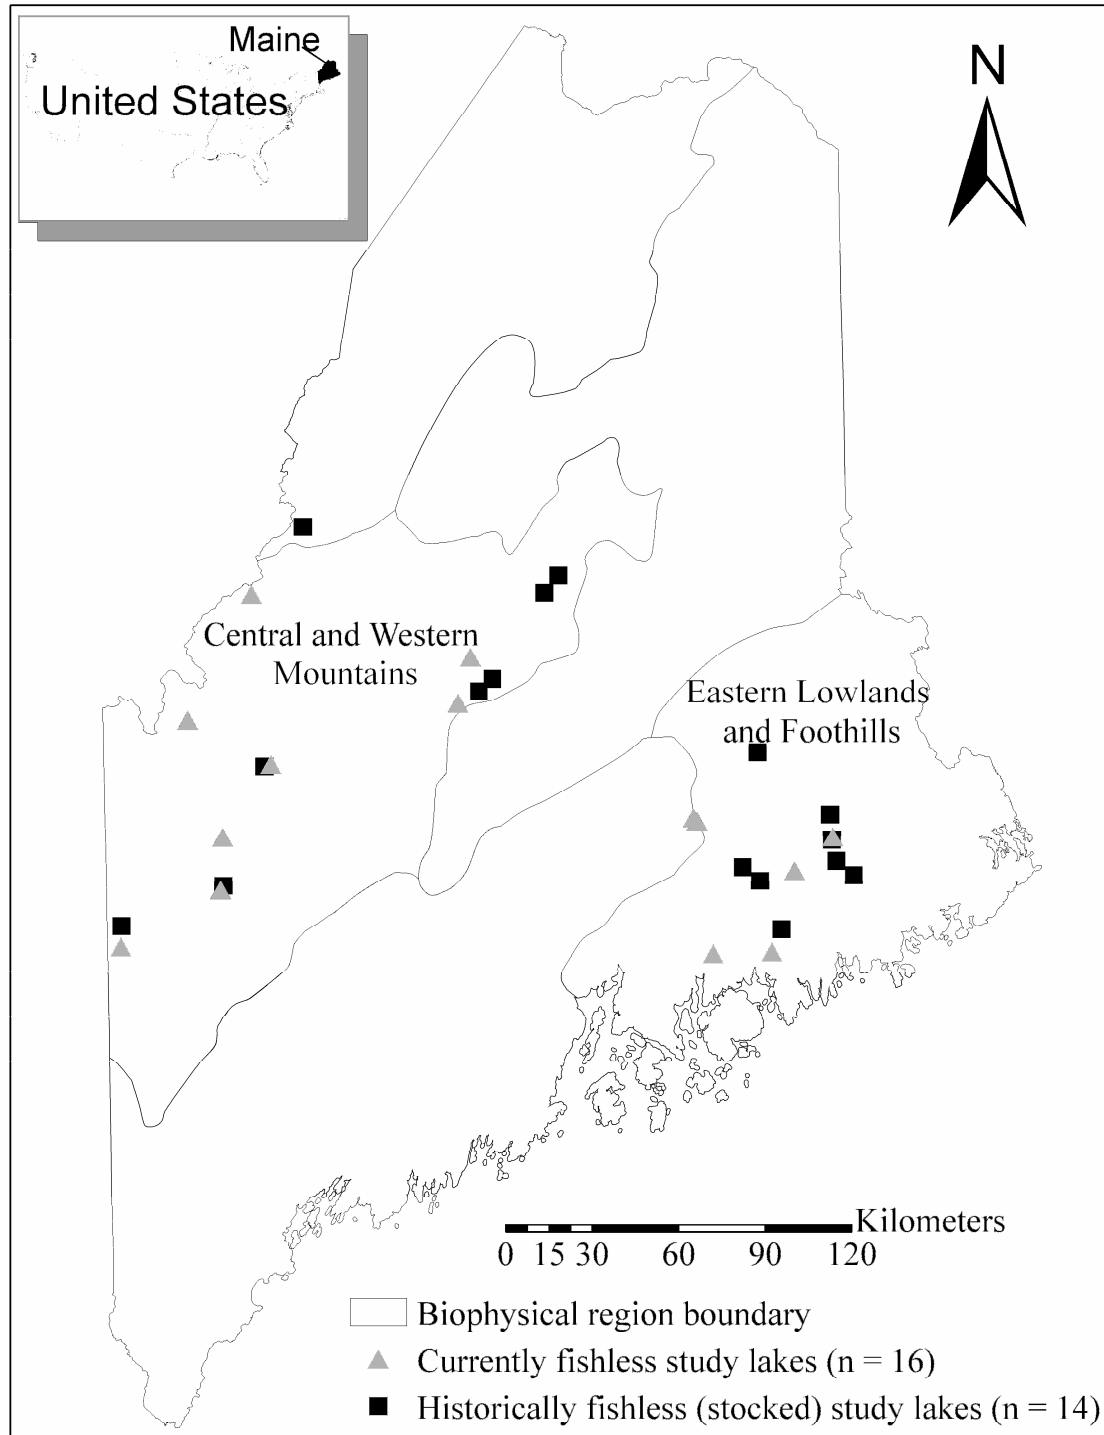 Maine
United States
N
Central and Western
Mountains
Eastern Lowlands
and Foothills
Kilometers
0 15 30 60 90 120
Biophysical region boundary
Currently fishless study lakes (n = 16)
Historically fishless (stocked) study lakes (n = 14)